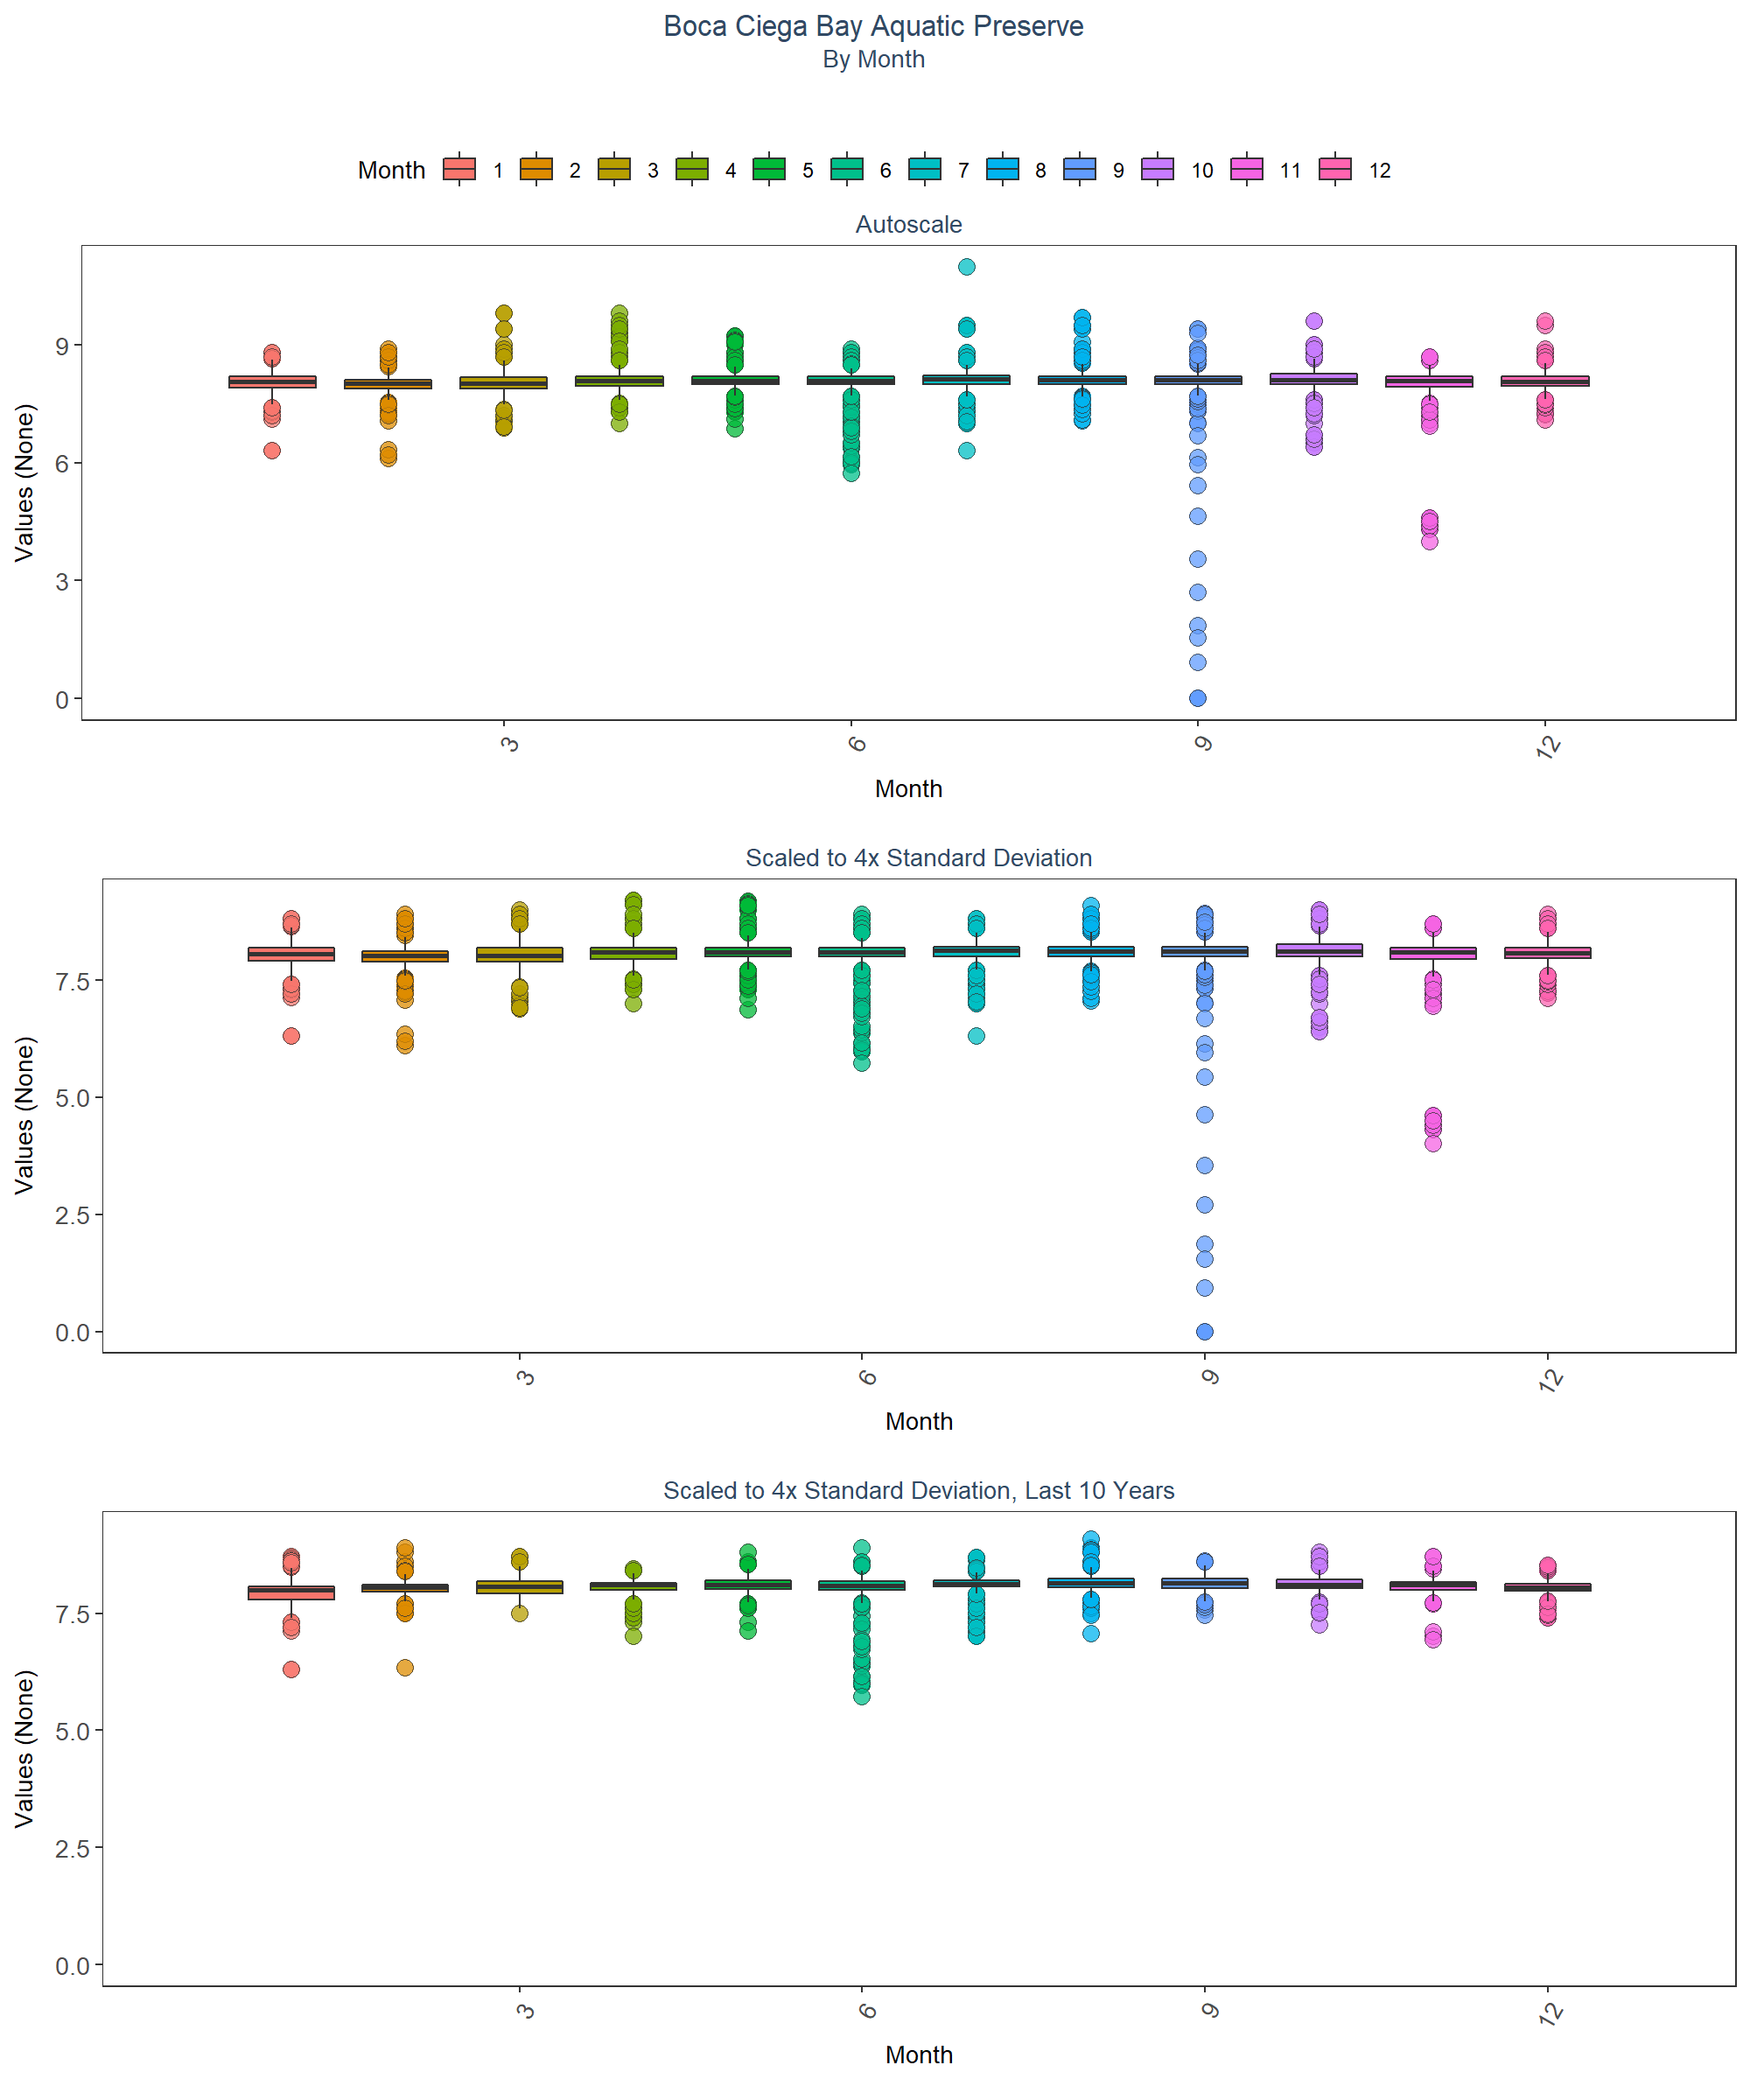 Boca Ciega Bay Aquatic Preserve
By Month
Month 1 2 3 4 5 6 7 8 9 10 11 12
Autoscale
Values (None)
9
6
3
0
3 6 9 12
Month
Scaled to 4x Standard Deviation
Values (None)
7.5
5.0
2.5
0.0
3 6 9 12
Month
Scaled to 4x Standard Deviation, Last 10 Years
Values (None)
7.5
5.0
2.5
0.0
3 6 9 12
Month